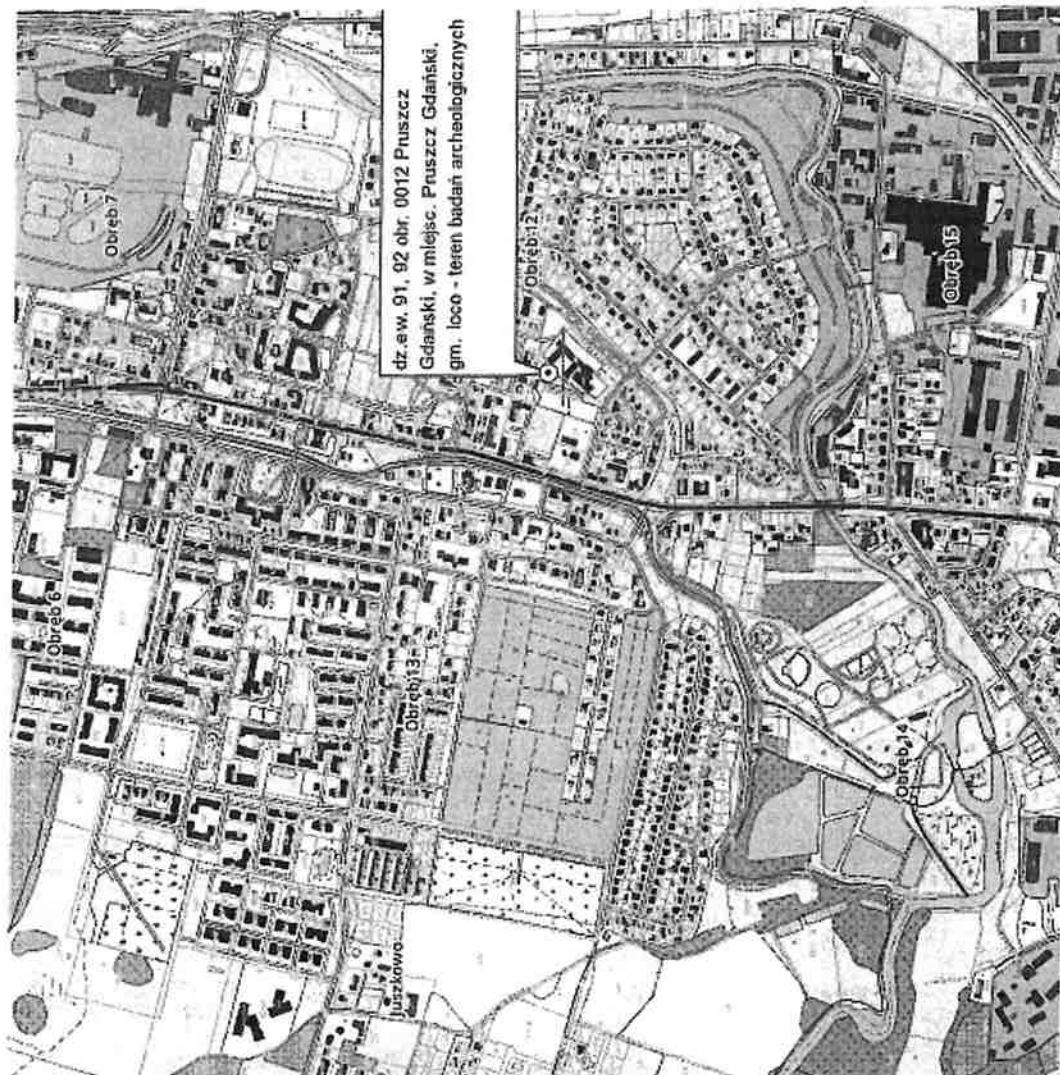 dz.ew. 91, 92 obr. 0012 Pruszcz
Gdański, w miejsc. Pruszcz Gdański,
gm. loco - teren badań archeologicznych
Obręb 7
Obręb 12
Obręb 15
Obręb 6
Obręb 13
Obręb 14
Juszkowo